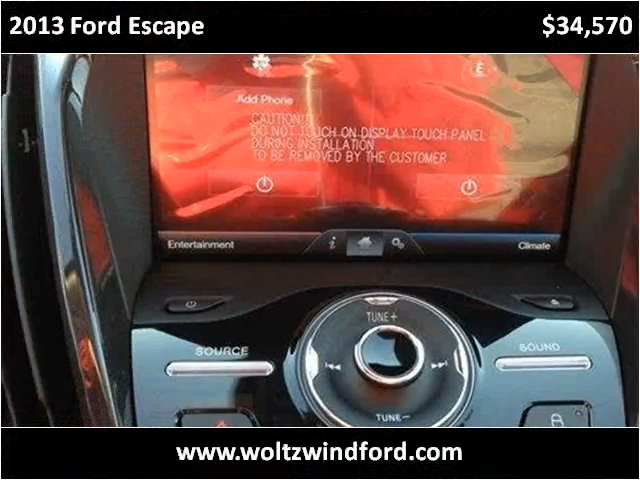 2013 Ford Escape
$34,570
E
Add Phone
CAUTION!!
DO NOT TOUCH ON DISPLAY TOUCH PANEL
DURING INSTALLATION
TO BE REMOVED BY THE CUSTOMER
Entertainment
i
Climate
TUNE+
SOURCE
SOUND
TUNE-
www.woltzwindford.com